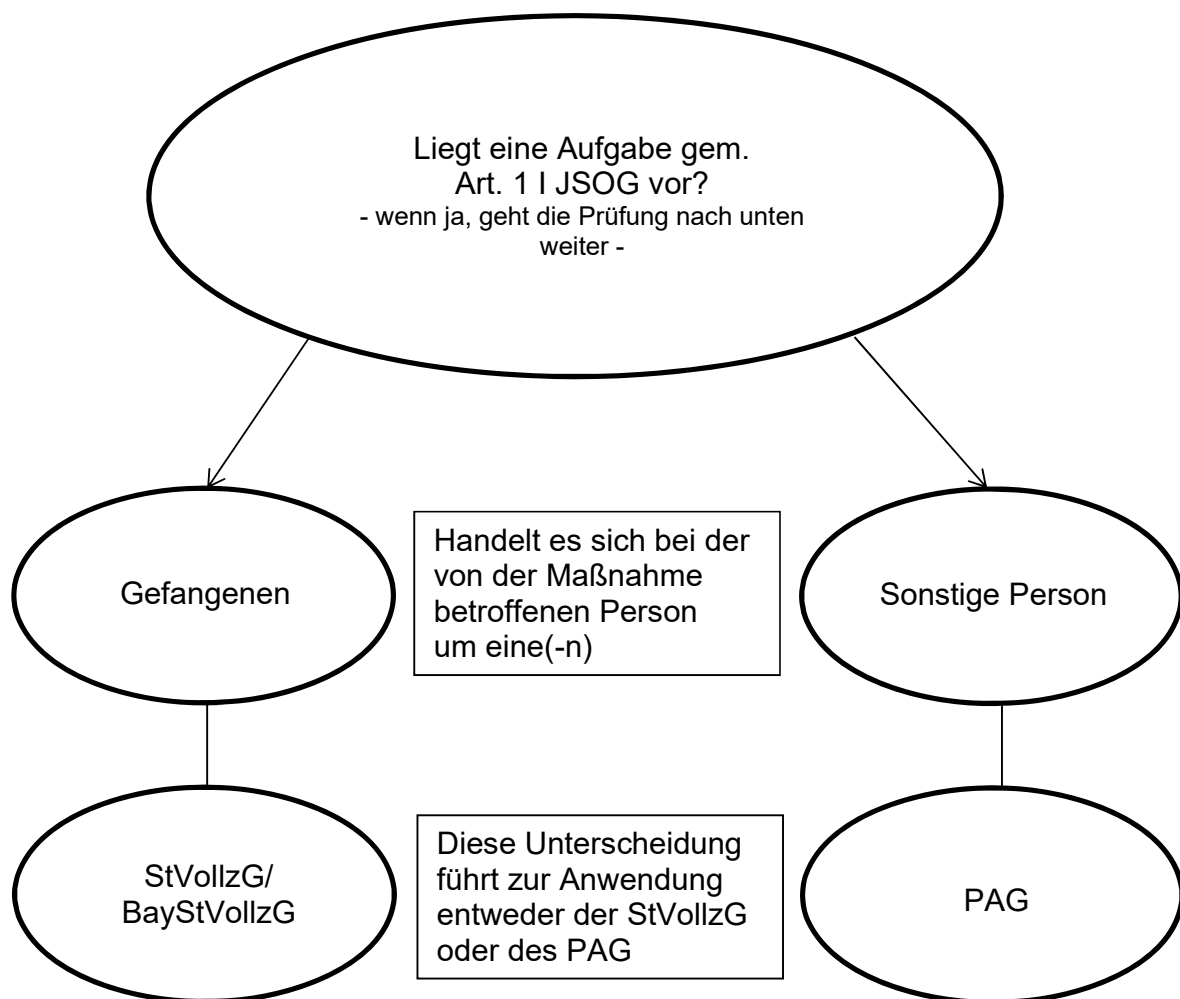 Liegt eine Aufgabe gem.
Art. 1 I JSOG vor?
- wenn ja, geht die Prüfung nach unten
weiter -
Gefangenen
Handelt es sich bei der
von der Maßnahme
betroffenen Person
um eine(-n)
Sonstige Person
StVollzG/
BayStVollzG
Diese Unterscheidung
führt zur Anwendung
entweder der StVollzG
oder des PAG
PAG